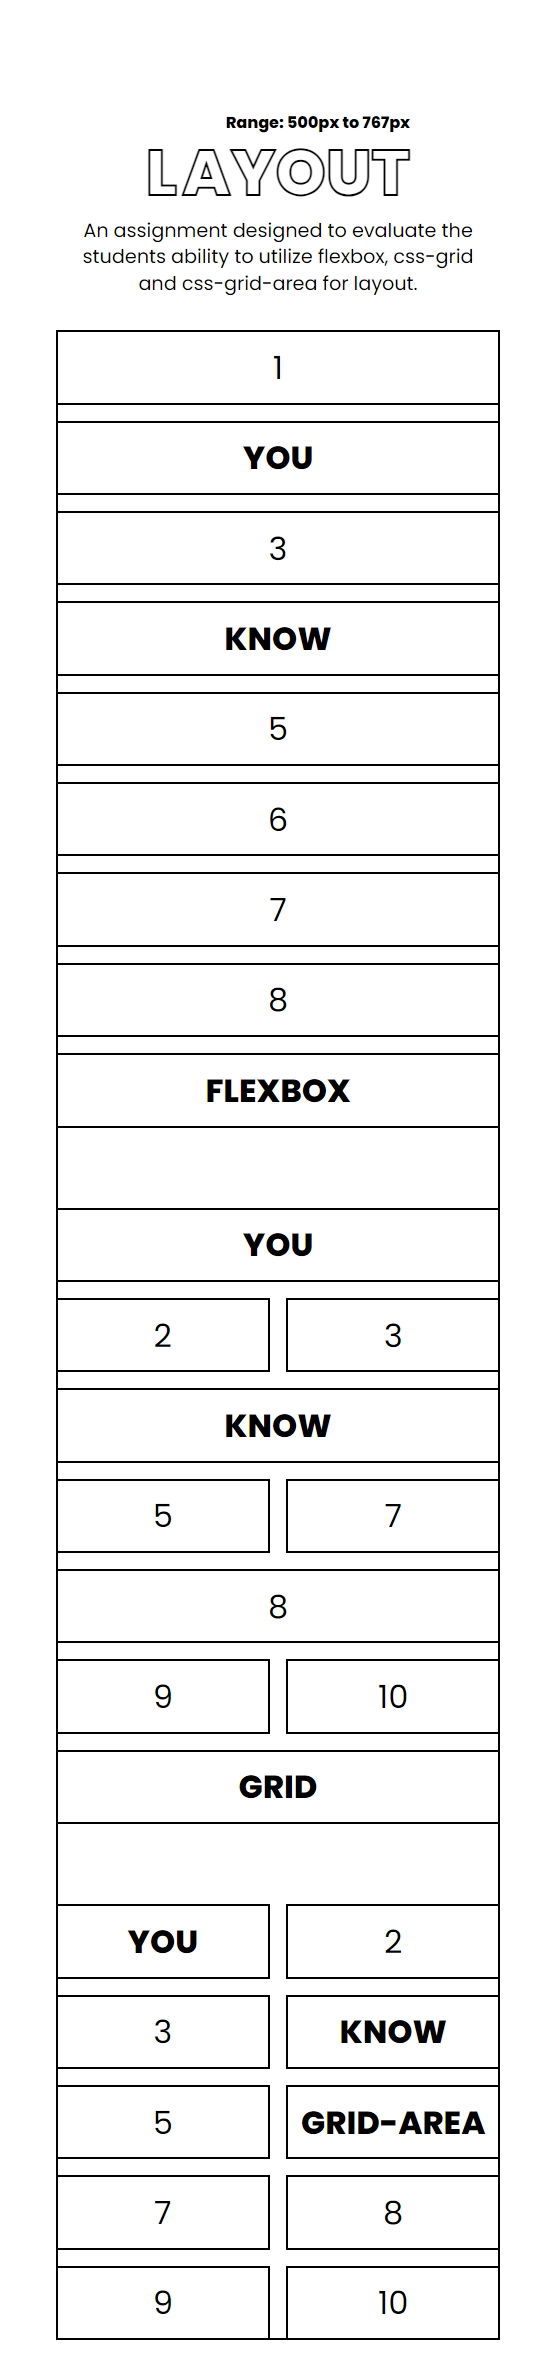 Range: 500px to 767px
LAYOUT
An assignment designed to evaluate the
students ability to utilize flexbox, css-grid
and css-grid-area for layout.
1
YOU
3
KNOW
5
6
7
8
FLEXBOX
YOU
2 3
KNOW
5 7
8
9 10
GRID
YOU 2
3 KNOW
5 GRID-AREA
7 8
9 10